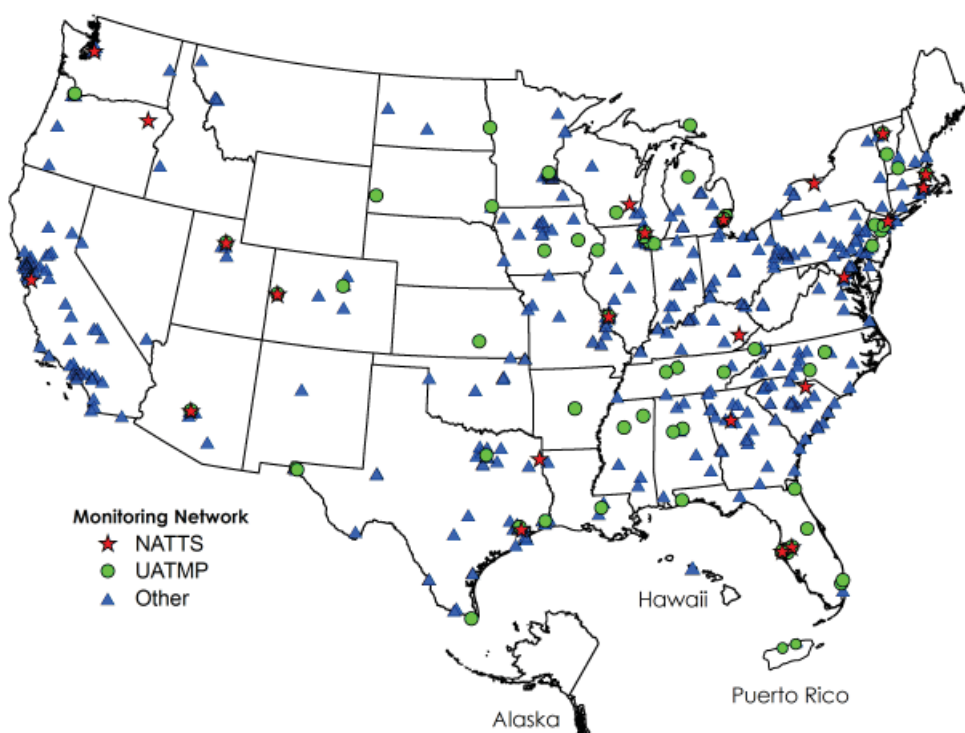 Monitoring Network
NATTS
UATMP
Other
Hawaii
Puerto Rico
Alaska